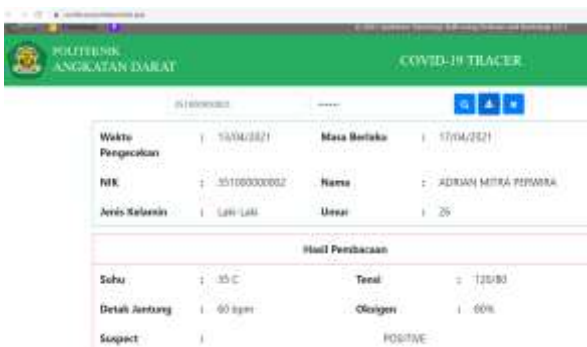 POLITEKNIK
ANGKATAN DARAT
COVID-19 TRACER
Waktu Pengecekan : 13/04/2021 Masa Berlaku : 17/04/2021
NIK : Nama : ADRIAN MITRA PERWIRA
Jenis Kelamin : Laki-Laki Umur : 26
Hasil Pembacaan
Suhu : 35 C Tensi : 120/80
Detak Jantung : 60 bpm Oksigen : 60%
Suspect : POSITIVE